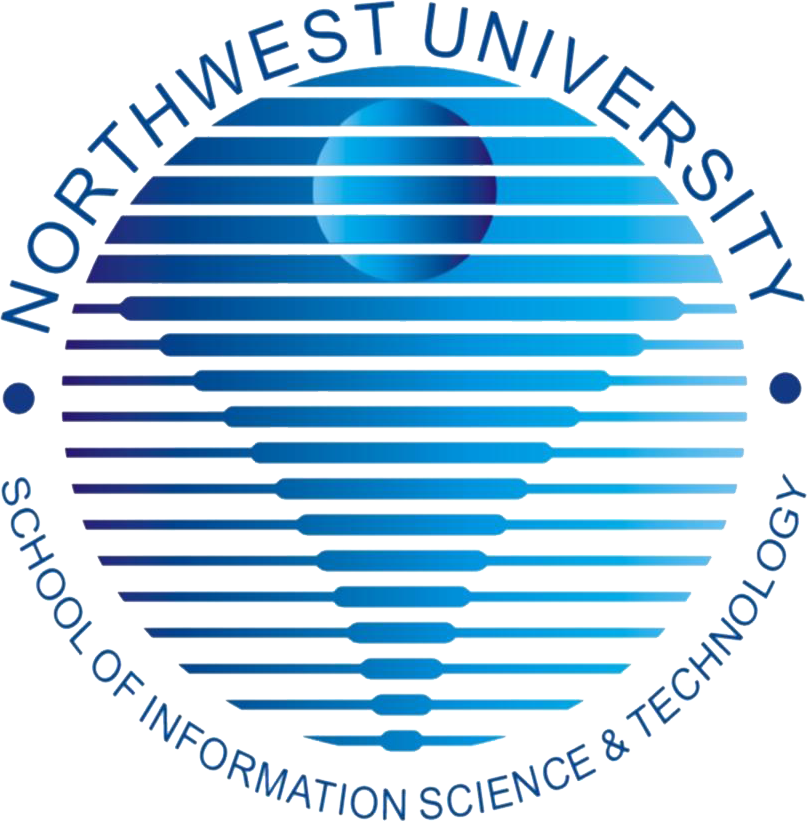 NORTHWEST UNIVERSITY
SCHOOL OF INFORMATION SCIENCE & TECHNOLOGY